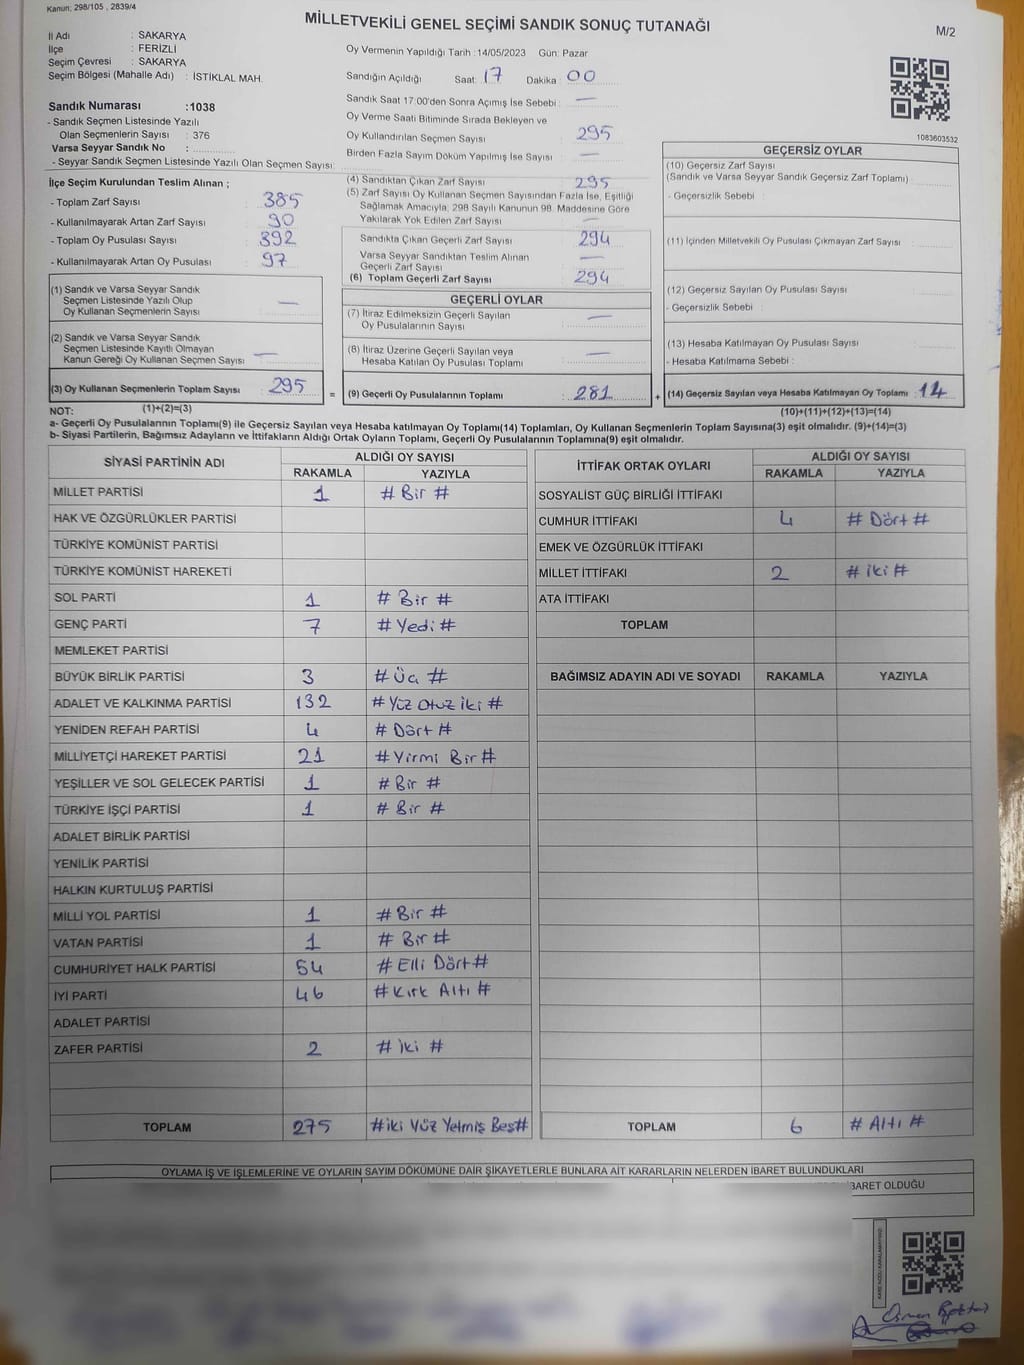 Kanun; 298/105 , 2839/4
MİLLETVEKİLİ GENEL SEÇİMİ SANDIK SONUÇ TUTANAĞI
M/2
İl Adı : SAKARYA
İlçe : FERİZLİ
Seçim Çevresi : SAKARYA
Seçim Bölgesi (Mahalle Adı) : İSTİKLAL MAH.
Oy Vermenin Yapıldığı Tarih :14/05/2023 Gün: Pazar
Sandığın Açıldığı Saat: 17 Dakika : 00
Sandık Saat 17:00'den Sonra Açımış İse Sebebi : —
Oy Verme Saati Bitiminde Sırada Bekleyen ve
Oy Kullandırılan Seçmen Sayısı : 295
Birden Fazla Sayım Döküm Yapılmış İse Sayısı : —
Sandık Numarası :1038
- Sandık Seçmen Listesinde Yazılı
Olan Seçmenlerin Sayısı : 376
Varsa Seyyar Sandık No :
- Seyyar Sandık Seçmen Listesinde Yazılı Olan Seçmen Sayısı:
1083603532
İlçe Seçim Kurulundan Teslim Alınan ;
- Toplam Zarf Sayısı : 385
- Kullanılmayarak Artan Zarf Sayısı : 90
- Toplam Oy Pusulası Sayısı : 392
- Kullanılmayarak Artan Oy Pusulası : 97
(4) Sandıktan Çıkan Zarf Sayısı : 295
(5) Zarf Sayısı Oy Kullanan Seçmen Sayısından Fazla İse, Eşitliği
Sağlamak Amacıyla; 298 Sayılı Kanunun 98. Maddesine Göre
Yakılarak Yok Edilen Zarf Sayısı : —
Sandıkta Çıkan Geçerli Zarf Sayısı : 294
Varsa Seyyar Sandıktan Teslim Alınan
Geçerli Zarf Sayısı : —
(6) Toplam Geçerli Zarf Sayısı : 294
GEÇERSİZ OYLAR
(10) Geçersiz Zarf Sayısı
(Sandık ve Varsa Seyyar Sandık Geçersiz Zarf Toplamı) :
- Geçersizlik Sebebi :
(11) İçinden Milletvekili Oy Pusulası Çıkmayan Zarf Sayısı :
(12) Geçersiz Sayılan Oy Pusulası Sayısı :
- Geçersizlik Sebebi :
(13) Hesaba Katılmayan Oy Pusulası Sayısı :
- Hesaba Katılmama Sebebi :
(1) Sandık ve Varsa Seyyar Sandık
Seçmen Listesinde Yazılı Olup
Oy Kullanan Seçmenlerin Sayısı : —
(2) Sandık ve Varsa Seyyar Sandık
Seçmen Listesinde Kayıtlı Olmayan
Kanun Gereği Oy Kullanan Seçmen Sayısı : —
GEÇERLİ OYLAR
(7) İtiraz Edilmeksizin Geçerli Sayılan
Oy Pusulalarının Sayısı : —
(8) İtiraz Üzerine Geçerli Sayılan veya
Hesaba Katılan Oy Pusulası Toplamı : —
(3) Oy Kullanan Seçmenlerin Toplam Sayısı : 295 = (9) Geçerli Oy Pusulalarının Toplamı : 281 + (14) Geçersiz Sayılan veya Hesaba Katılmayan Oy Toplamı : 14
NOT: (1)+(2)=(3) (10)+(11)+(12)+(13)=(14)
a- Geçerli Oy Pusulalarının Toplamı(9) ile Geçersiz Sayılan veya Hesaba katılmayan Oy Toplamı(14) Toplamları, Oy Kullanan Seçmenlerin Toplam Sayısına(3) eşit olmalıdır. (9)+(14)=(3)
b- Siyasi Partilerin, Bağımsız Adayların ve İttifakların Aldığı Ortak Oyların Toplamı, Geçerli Oy Pusulalarının Toplamına(9) eşit olmalıdır.
SİYASİ PARTİNİN ADI ALDIĞI OY SAYISI
RAKAMLA YAZIYLA
MİLLET PARTİSİ 1 # Bir #
HAK VE ÖZGÜRLÜKLER PARTİSİ
TÜRKİYE KOMÜNİST PARTİSİ
TÜRKİYE KOMÜNİST HAREKETİ
SOL PARTİ 1 # Bir #
GENÇ PARTİ 7 # Yedi #
MEMLEKET PARTİSİ
BÜYÜK BİRLİK PARTİSİ 3 # Üç #
ADALET VE KALKINMA PARTİSİ 132 # Yüz Otuz iki #
YENİDEN REFAH PARTİSİ 4 # Dört #
MİLLİYETÇİ HAREKET PARTİSİ 21 # Yirmi Bir #
YEŞİLLER VE SOL GELECEK PARTİSİ 1 # Bir #
TÜRKİYE İŞÇİ PARTİSİ 1 # Bir #
ADALET BİRLİK PARTİSİ
YENİLİK PARTİSİ
HALKIN KURTULUŞ PARTİSİ
MİLLİ YOL PARTİSİ 1 # Bir #
VATAN PARTİSİ 1 # Bir #
CUMHURİYET HALK PARTİSİ 54 # Elli Dört #
İYİ PARTİ 46 # Kırk Altı #
ADALET PARTİSİ
ZAFER PARTİSİ 2 # iki #
TOPLAM 275 # iki Yüz Yetmiş Beş #
İTTİFAK ORTAK OYLARI ALDIĞI OY SAYISI
RAKAMLA YAZIYLA
SOSYALİST GÜÇ BİRLİĞİ İTTİFAKI
CUMHUR İTTİFAKI 4 # Dört #
EMEK VE ÖZGÜRLÜK İTTİFAKI
MİLLET İTTİFAKI 2 # iki #
ATA İTTİFAKI
TOPLAM
BAĞIMSIZ ADAYIN ADI VE SOYADI RAKAMLA YAZIYLA
TOPLAM 6 # Altı #
OYLAMA İŞ VE İŞLEMLERİNE VE OYLARIN SAYIM DÖKÜMÜNE DAİR ŞİKAYETLERLE BUNLARA AİT KARARLARIN NELERDEN İBARET BULUNDUKLARI
BARET OLDUĞU
KARE KODU KARALAMAYINIZ!
Osman